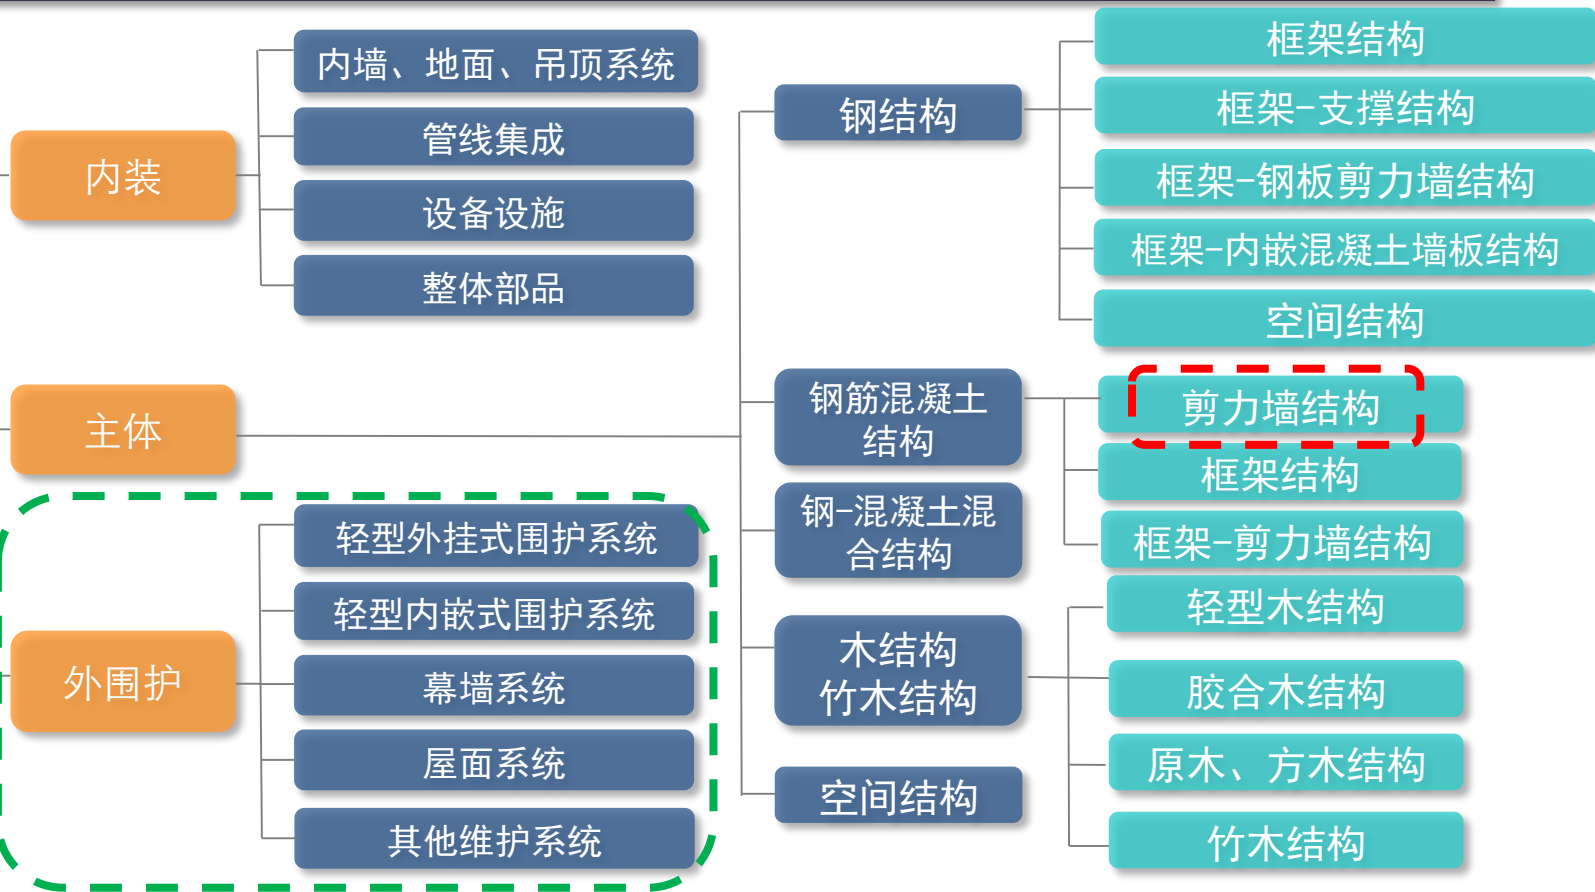 内装
内墙、地面、吊顶系统
管线集成
设备设施
整体部品
主体
钢结构
框架结构
框架-支撑结构
框架-钢板剪力墙结构
框架-内嵌混凝土墙板结构
空间结构
钢筋混凝土
结构
剪力墙结构
框架结构
框架-剪力墙结构
钢-混凝土混
合结构
木结构
竹木结构
轻型木结构
胶合木结构
原木、方木结构
竹木结构
空间结构
外围护
轻型外挂式围护系统
轻型内嵌式围护系统
幕墙系统
屋面系统
其他维护系统